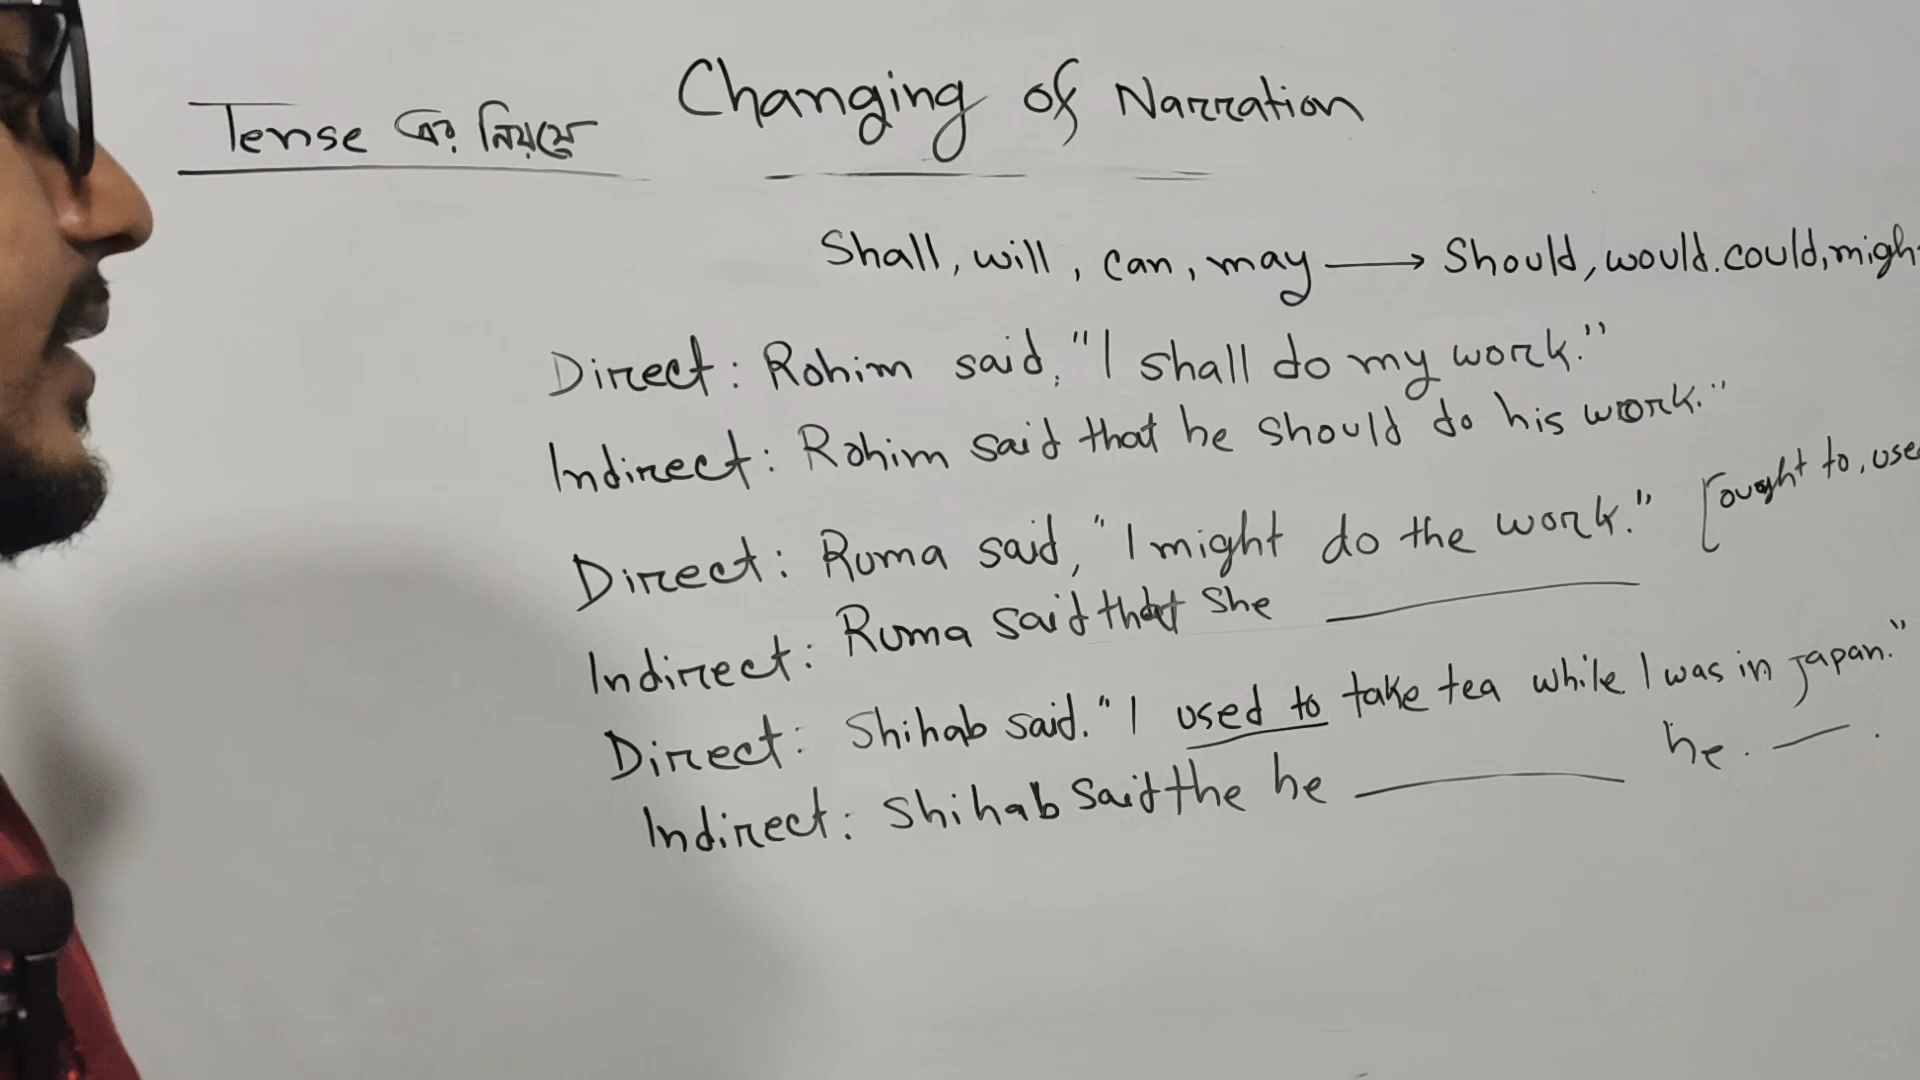 Changing of Narration
Tense এর নিয়মে
Shall, will, can, may → Should, would. could, migh
Direct: Rohim said, "I shall do my work."
Indirect: Rohim said that he should do his work."
[ought to, use
Direct: Ruma said, "I might do the work."
Indirect: Ruma said that she
Direct: Shihab said. "I used to take tea while I was in Japan."
Indirect: Shihab said the he he.